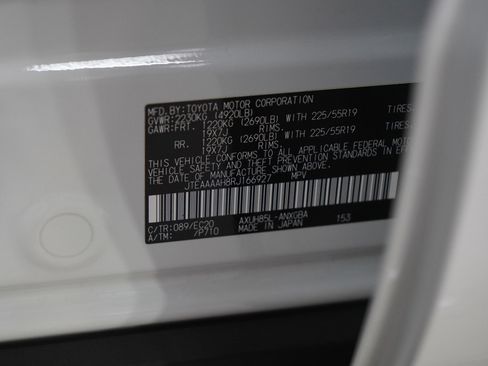 MFD.BY:TOYOTA MOTOR CORPORATION
GVWR:2230KG (4920LB)
GAWR:FRT. 1220KG (2690LB) WITH 225/55R19 TIRES,
19X7J RIMS.
RR. 1220KG (2690LB) WITH 225/55R19 TIRES,
19X7J RIMS.
THIS VEHICLE CONFORMS TO ALL APPLICABLE FEDERAL MOTOR
VEHICLE SAFETY AND THEFT PREVENTION STANDARDS IN EFF
ON THE DATE OF MANUFACTURE SHOWN ABOVE.
JTEAAAAH8RJ166927 MPV
C/TR:089/EC20 AXUH85L-ANXGBA 153
A/TM: /P710 MADE IN JAPAN